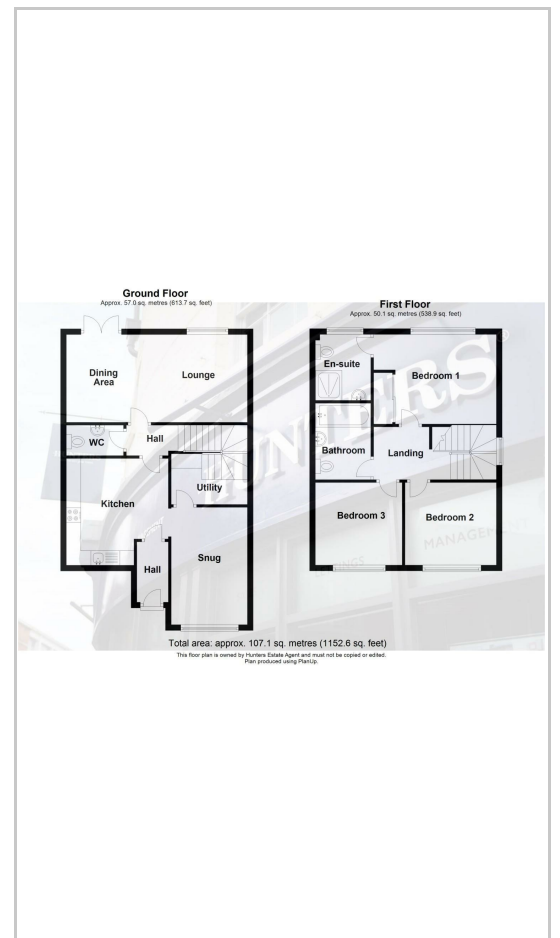 Ground Floor
Approx. 57.0 sq. metres (613.7 sq. feet)
Dining
Area
Lounge
WC
Hall
Kitchen
Utility
Hall
Snug
First Floor
Approx. 50.1 sq. metres (538.9 sq. feet)
En-suite
Bedroom 1
Bathroom
Landing
Bedroom 3
Bedroom 2
HUNTERS
MANAGEMENT
Total area: approx. 107.1 sq. metres (1152.6 sq. feet)
This floor plan is owned by Hunters Estate Agent and must not be copied or edited.
Plan produced using PlanUp.